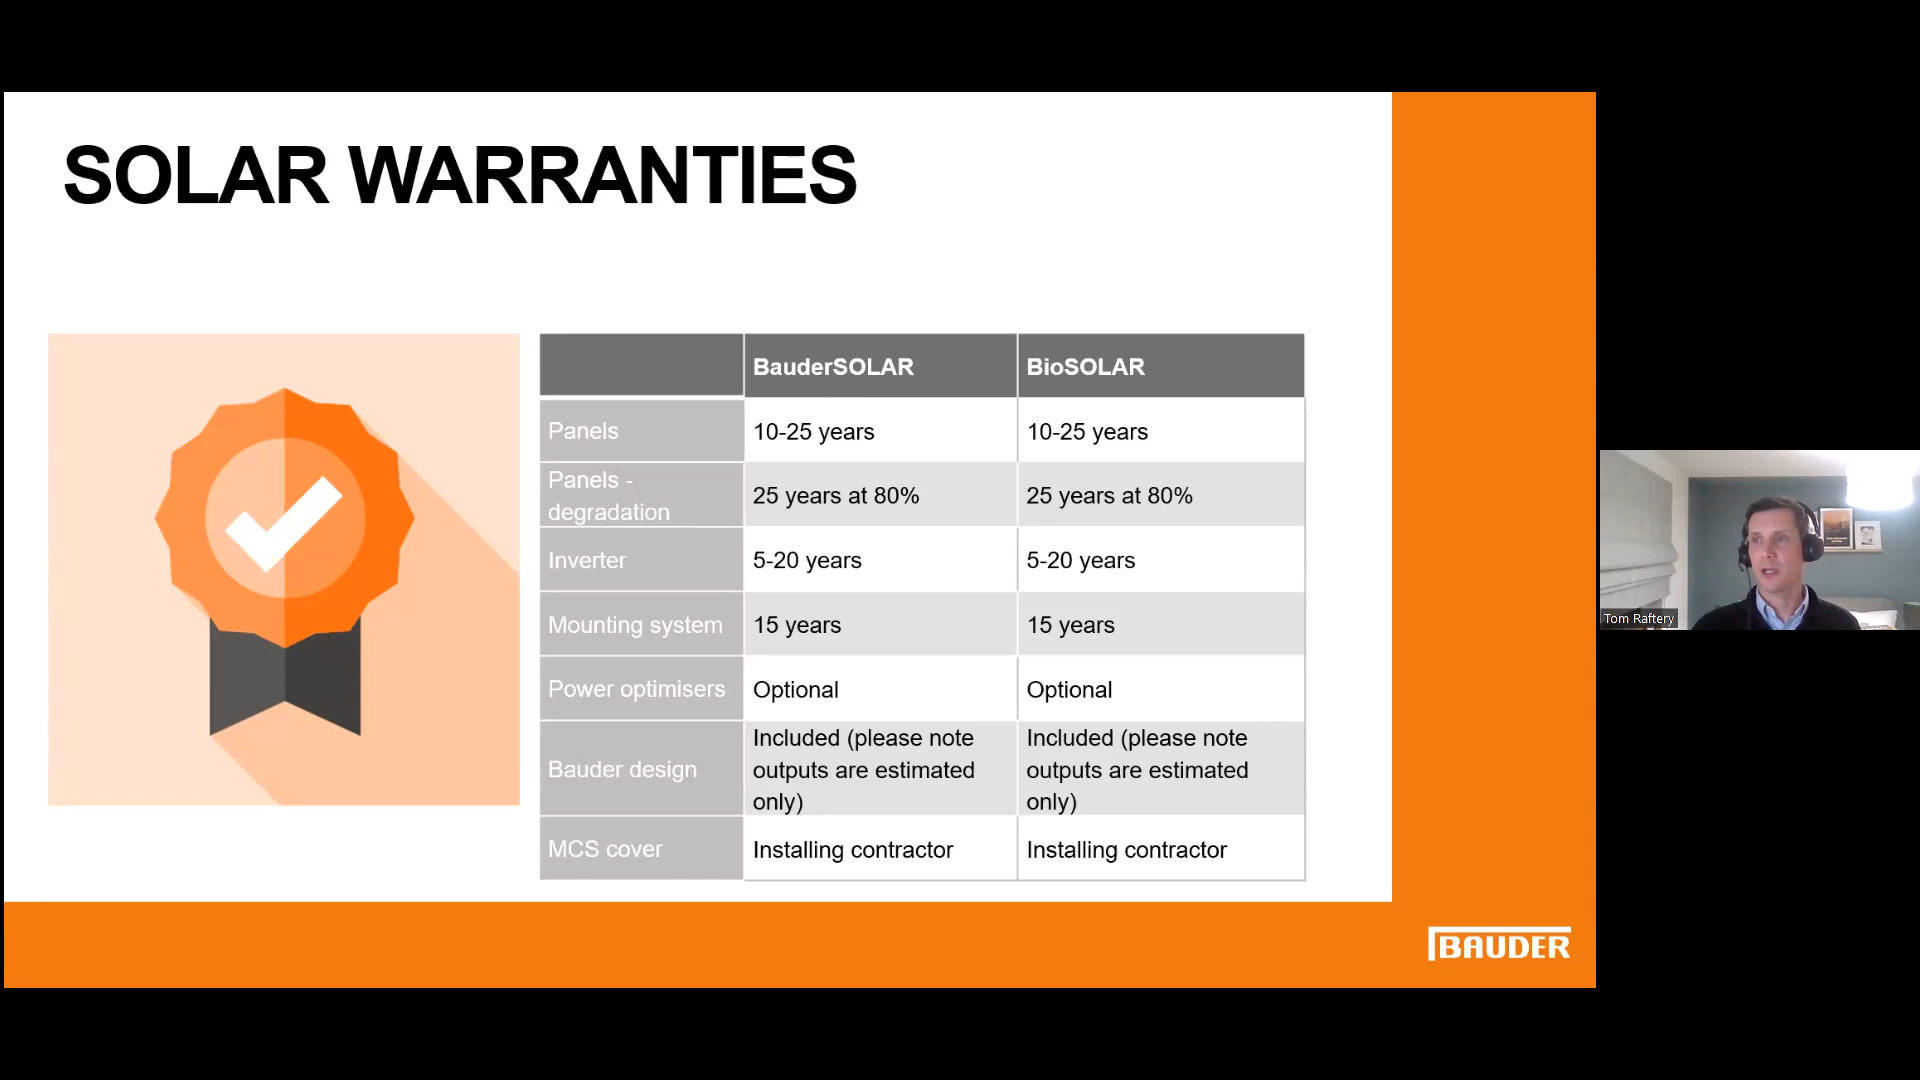 SOLAR WARRANTIES
BauderSOLAR BioSOLAR
Panels 10-25 years 10-25 years
Panels -
degradation 25 years at 80% 25 years at 80%
Inverter 5-20 years 5-20 years
Mounting system 15 years 15 years
Power optimisers Optional Optional
Bauder design
Included (please note
outputs are estimated
only)
Included (please note
outputs are estimated
only)
MCS cover Installing contractor Installing contractor
BAUDER
Tom Raftery